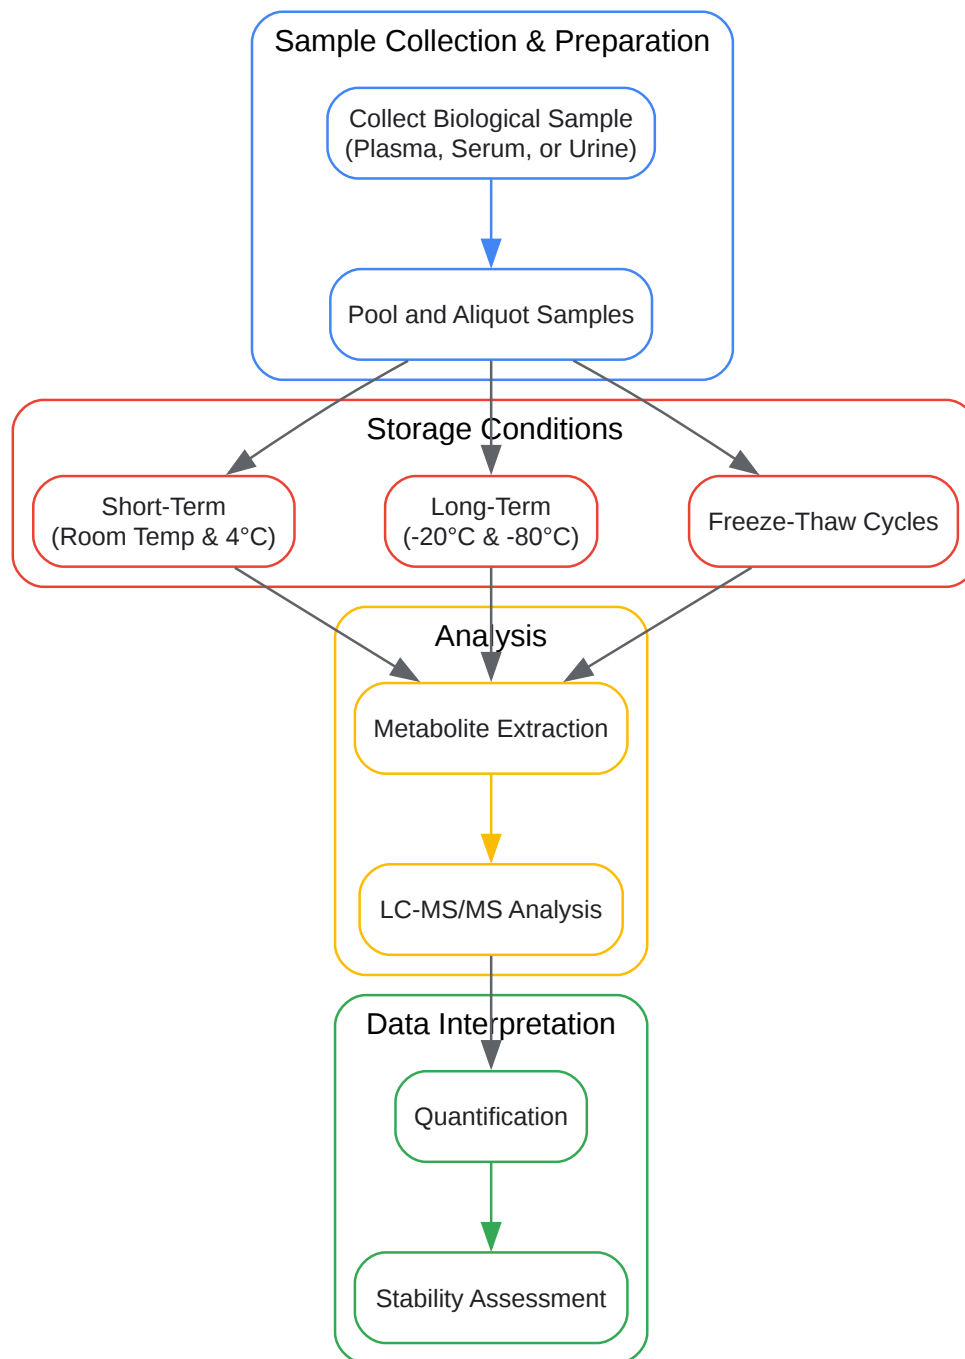 Sample Collection & Preparation
Collect Biological Sample
(Plasma, Serum, or Urine)
Pool and Aliquot Samples
Storage Conditions
Short-Term
(Room Temp & 4°C)
Long-Term
(-20°C & -80°C)
Freeze-Thaw Cycles
Analysis
Metabolite Extraction
LC-MS/MS Analysis
Data Interpretation
Quantification
Stability Assessment